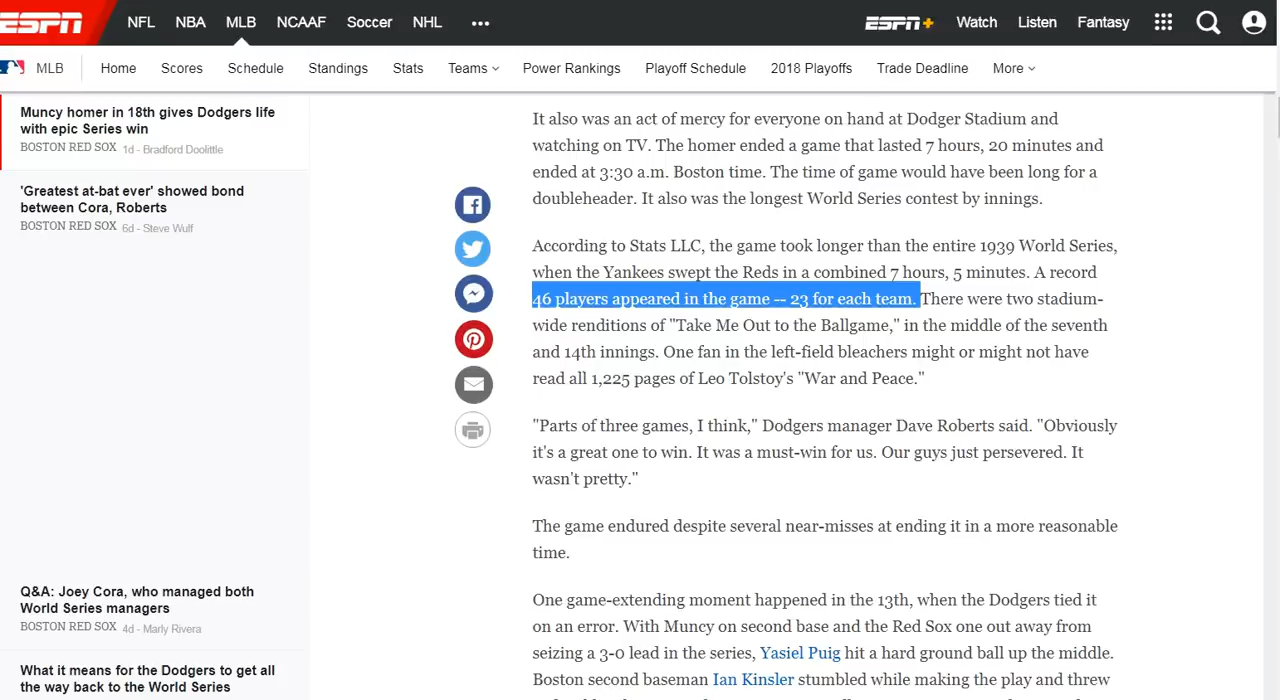 ESPN NFL NBA MLB NCAAF Soccer NHL ESPN+ Watch Listen Fantasy
MLB Home Scores Schedule Standings Stats Teams Power Rankings Playoff Schedule 2018 Playoffs Trade Deadline More
Muncy homer in 18th gives Dodgers life
with epic Series win
BOSTON RED SOX 1d - Bradford Doolittle
'Greatest at-bat ever' showed bond
between Cora, Roberts
BOSTON RED SOX 6d - Steve Wulf
Q&A: Joey Cora, who managed both
World Series managers
BOSTON RED SOX 4d - Marly Rivera
What it means for the Dodgers to get all
the way back to the World Series
It also was an act of mercy for everyone on hand at Dodger Stadium and
watching on TV. The homer ended a game that lasted 7 hours, 20 minutes and
ended at 3:30 a.m. Boston time. The time of game would have been long for a
doubleheader. It also was the longest World Series contest by innings.
According to Stats LLC, the game took longer than the entire 1939 World Series,
when the Yankees swept the Reds in a combined 7 hours, 5 minutes. A record
46 players appeared in the game -- 23 for each team. There were two stadium-
wide renditions of "Take Me Out to the Ballgame," in the middle of the seventh
and 14th innings. One fan in the left-field bleachers might or might not have
read all 1,225 pages of Leo Tolstoy's "War and Peace."
"Parts of three games, I think," Dodgers manager Dave Roberts said. "Obviously
it's a great one to win. It was a must-win for us. Our guys just persevered. It
wasn't pretty."
The game endured despite several near-misses at ending it in a more reasonable
time.
One game-extending moment happened in the 13th, when the Dodgers tied it
on an error. With Muncy on second base and the Red Sox one out away from
seizing a 3-0 lead in the series, Yasiel Puig hit a hard ground ball up the middle.
Boston second baseman Ian Kinsler stumbled while making the play and threw